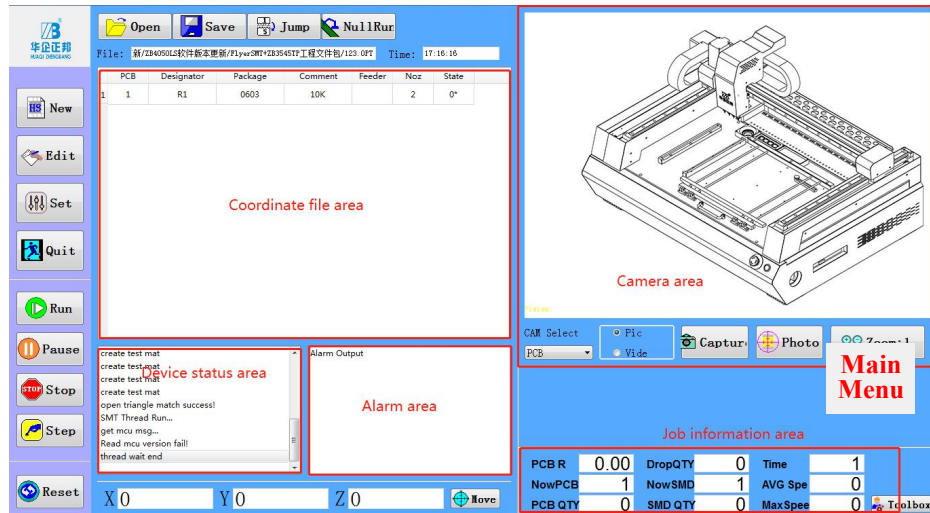 华企正邦
HUAQI ZHENGBANG
Open
Save
Jump
NullRur
File:
新/ZB4050LS软件版本更新/FlyerSMT+ZB3545TP工程文件包/123.OPT
Time:
17:16:16
New
Edit
Set
Quit
Run
Pause
STOP Stop
Step
Reset
PCB Designator Package Comment Feeder Noz State
1 1 R1 0603 10K 2 0*
Coordinate file area
create test mat
create test mat
create test mat
create test mat
open triangle match success!
SMT Thread Run...
get mcu msg...
Read mcu version fail!
thread wait end
Device status area
Alarm Output
Alarm area
X 0 Y 0 Z 0 Move
Camera area
CAM Select
PCB
Pic
Vide
Captur
Photo
Zoom:1
Main
Menu
Job information area
PCB R 0.00 DropQTY 0 Time 1
NowPCB 1 NowSMD 1 AVG Spe 0
PCB QTY 0 SMD QTY 0 MaxSpee 0
Toolbox